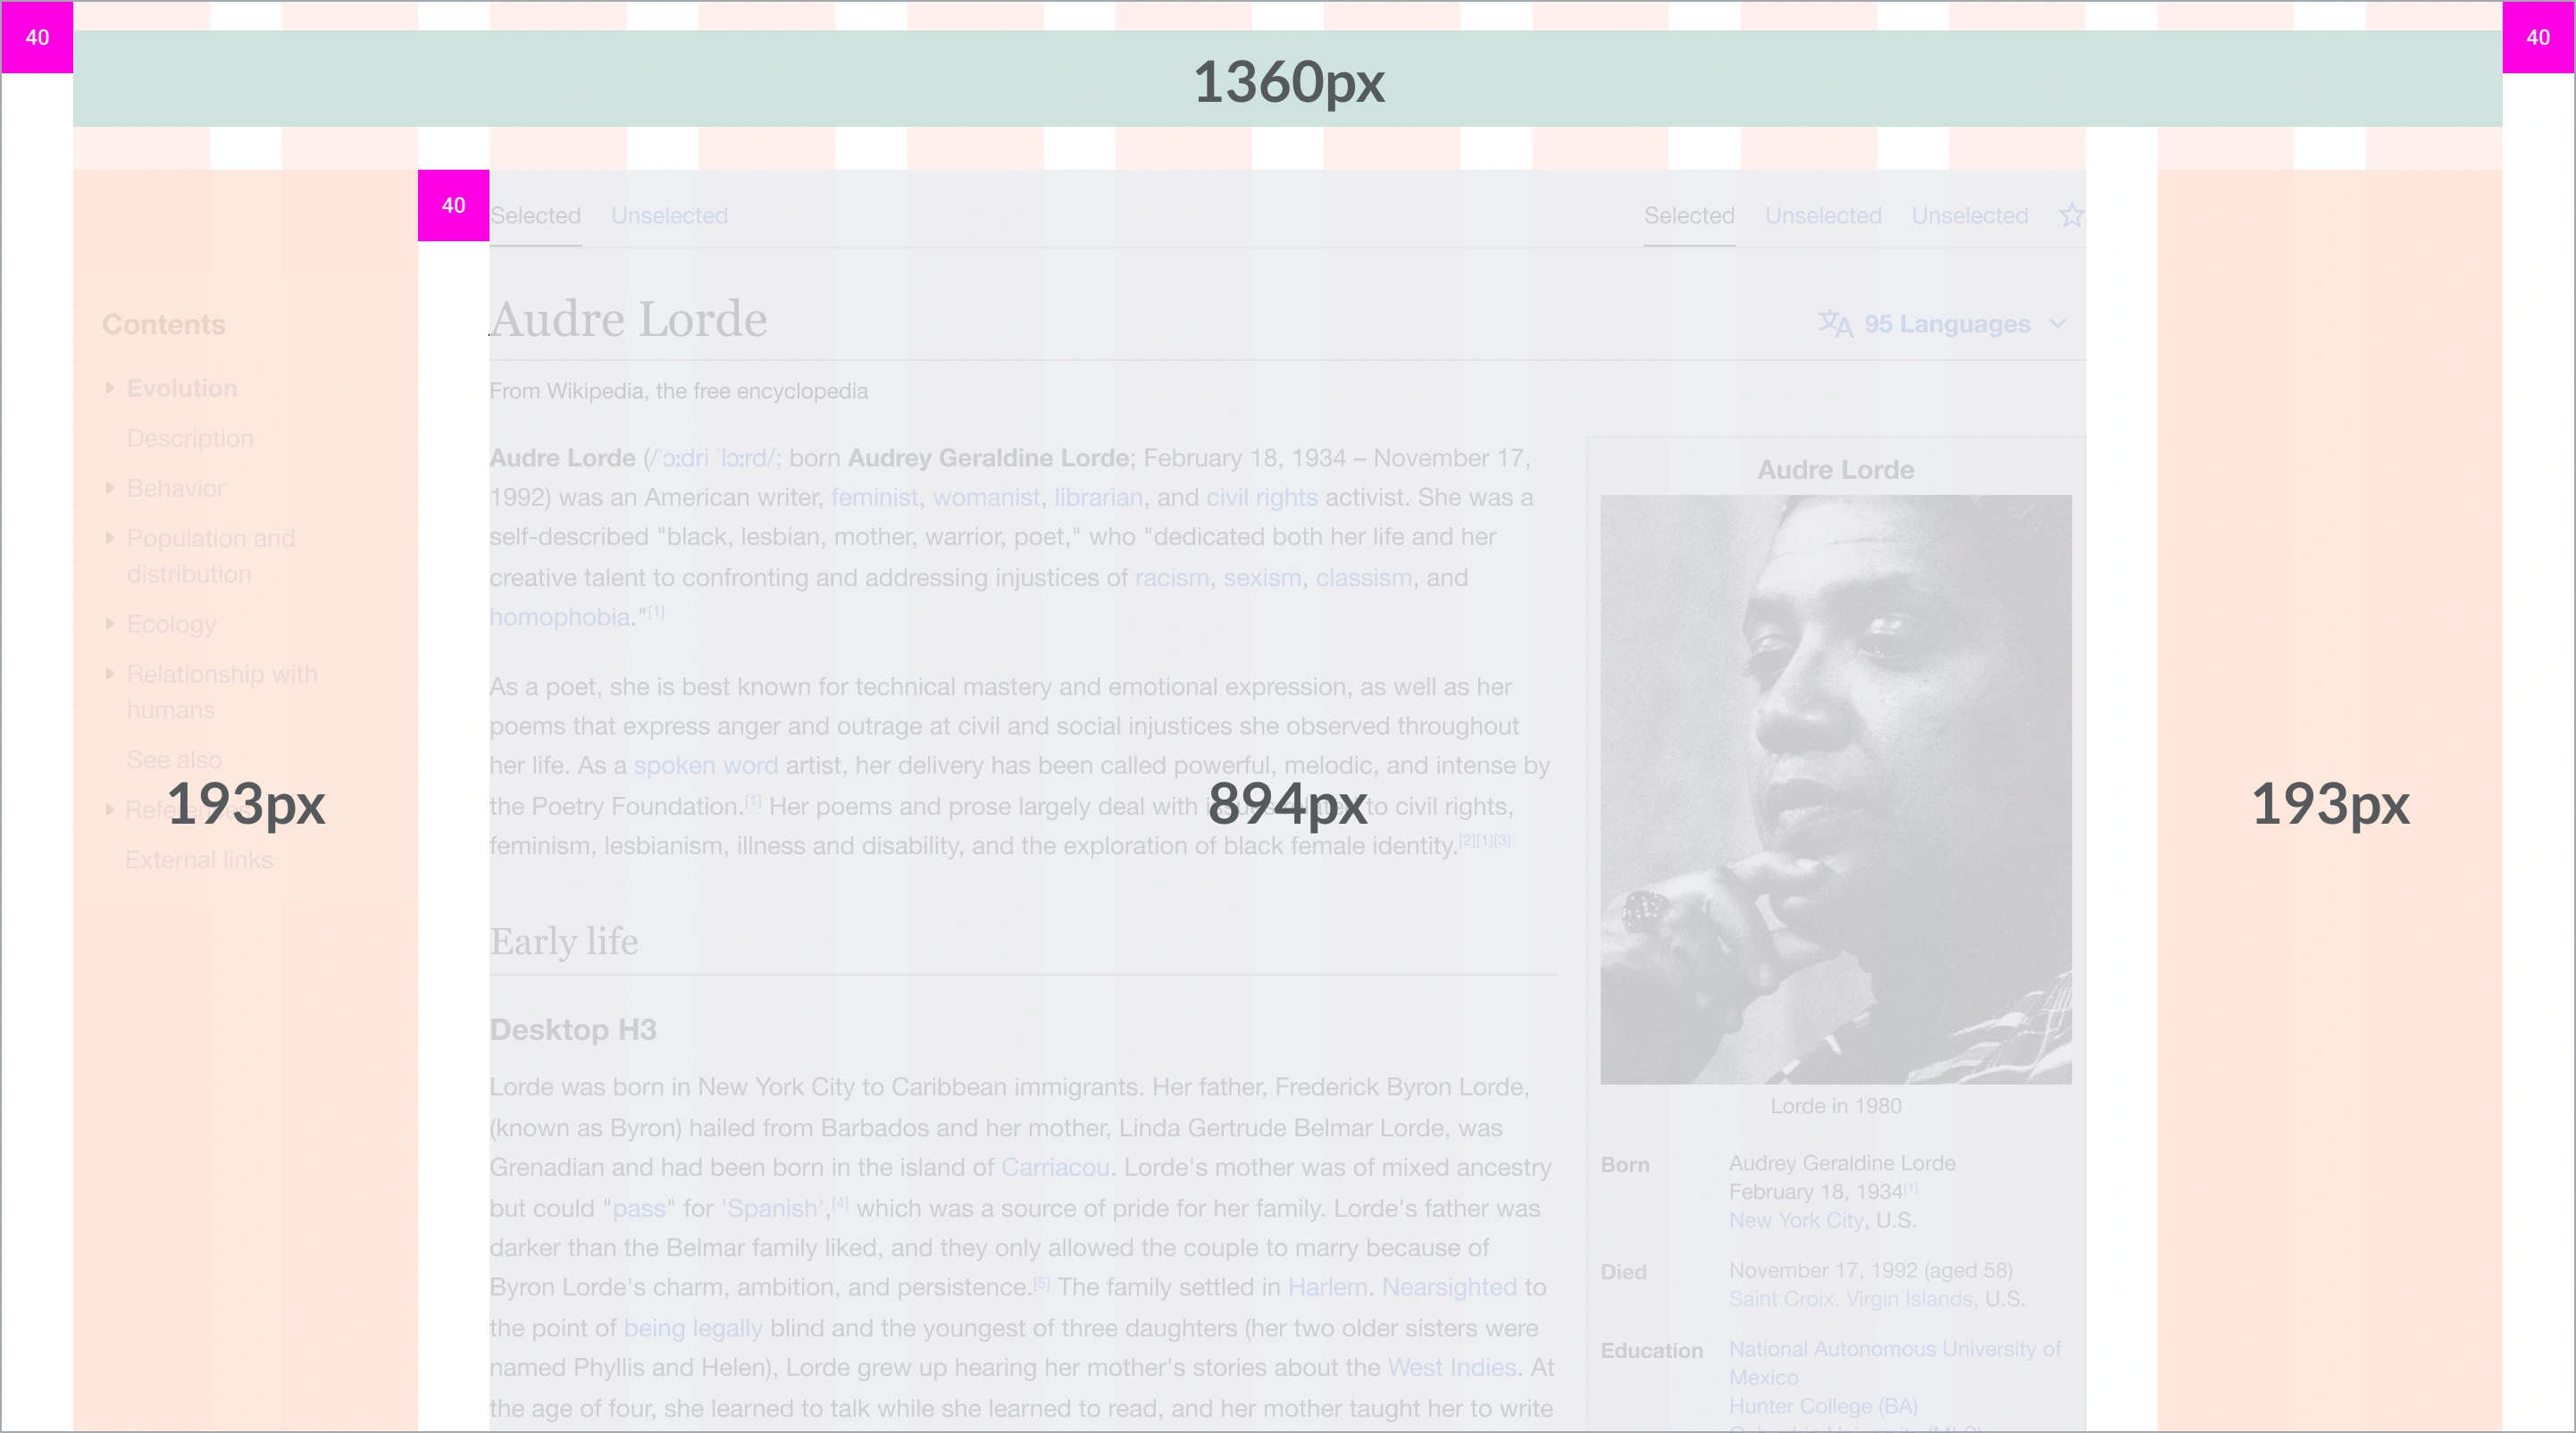 40
40
1360px
40
Selected Unselected
Selected Unselected Unselected
Contents
Evolution
Description
Behavior
Population and
distribution
Ecology
Relationship with
humans
See also
References
External links
193px
Audre Lorde
95 Languages
From Wikipedia, the free encyclopedia
Audre Lorde (/ˈɔːdri ˈlɔːrd/; born Audrey Geraldine Lorde; February 18, 1934 – November 17,
1992) was an American writer, feminist, womanist, librarian, and civil rights activist. She was a
self-described "black, lesbian, mother, warrior, poet," who "dedicated both her life and her
creative talent to confronting and addressing injustices of racism, sexism, classism, and
homophobia."[1]
As a poet, she is best known for technical mastery and emotional expression, as well as her
poems that express anger and outrage at civil and social injustices she observed throughout
her life. As a spoken word artist, her delivery has been called powerful, melodic, and intense by
the Poetry Foundation.[1] Her poems and prose largely deal with issues related to civil rights,
feminism, lesbianism, illness and disability, and the exploration of black female identity.[2][1][3]
894px
Early life
Desktop H3
Lorde was born in New York City to Caribbean immigrants. Her father, Frederick Byron Lorde,
(known as Byron) hailed from Barbados and her mother, Linda Gertrude Belmar Lorde, was
Grenadian and had been born in the island of Carriacou. Lorde's mother was of mixed ancestry
but could "pass" for 'Spanish',[4] which was a source of pride for her family. Lorde's father was
darker than the Belmar family liked, and they only allowed the couple to marry because of
Byron Lorde's charm, ambition, and persistence.[5] The family settled in Harlem. Nearsighted to
the point of being legally blind and the youngest of three daughters (her two older sisters were
named Phyllis and Helen), Lorde grew up hearing her mother's stories about the West Indies. At
the age of four, she learned to talk while she learned to read, and her mother taught her to write
Audre Lorde
Lorde in 1980
Born Audrey Geraldine Lorde
February 18, 1934[1]
New York City, U.S.
Died November 17, 1992 (aged 58)
Saint Croix, Virgin Islands, U.S.
Education National Autonomous University of
Mexico
Hunter College (BA)
193px